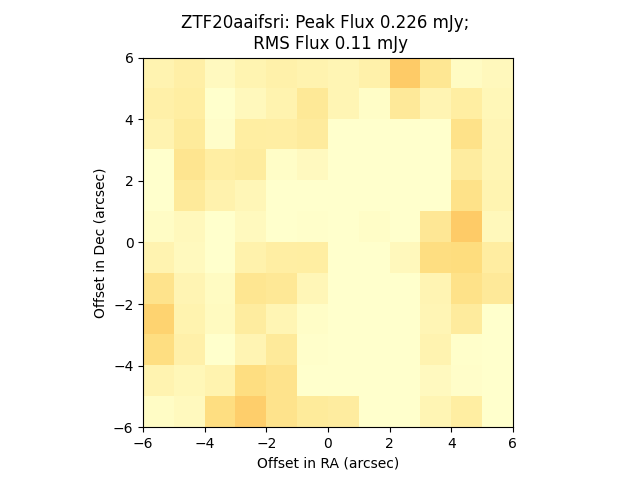 ZTF20aaifsri: Peak Flux 0.226 mJy;
RMS Flux 0.11 mJy
6
4
2
0
−2
−4
−6
Offset in Dec (arcsec)
−6 −4 −2 0 2 4 6
Offset in RA (arcsec)